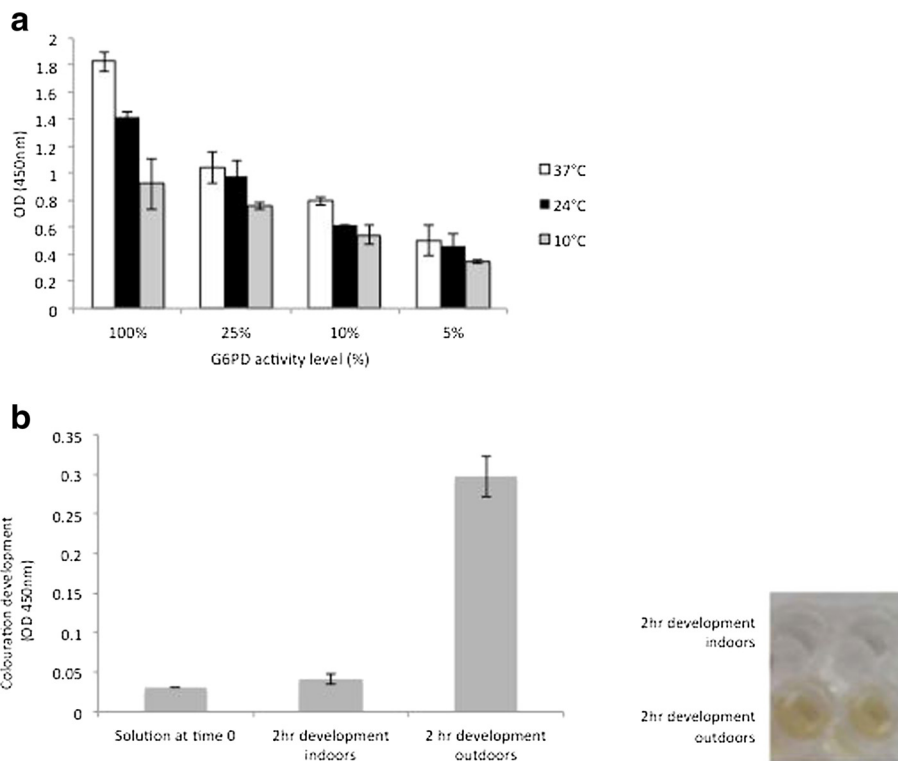 a
2
1.8
1.6
1.4
1.2
1
0.8
0.6
0.4
0.2
0
OD (450nm)
100%
25%
10%
5%
G6PD activity level (%)
37°C
24°C
10°C
b
0.35
0.3
0.25
0.2
0.15
0.1
0.05
0
Colouration development
(OD 450nm)
Solution at time 0
2hr development
indoors
2 hr development
outdoors
2hr development
indoors
2hr development
outdoors